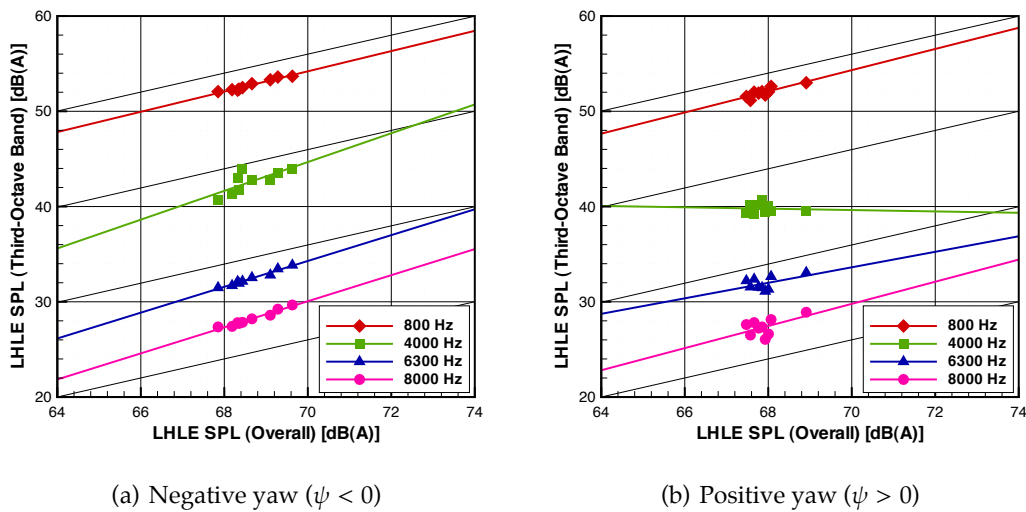 LHLE SPL (Third-Octave Band) [dB(A)]
60
50
40
30
20
64 66 68 70 72 74
LHLE SPL (Overall) [dB(A)]
800 Hz
4000 Hz
6300 Hz
8000 Hz
(a) Negative yaw (ψ < 0)
LHLE SPL (Third-Octave Band) [dB(A)]
60
50
40
30
20
64 66 68 70 72 74
LHLE SPL (Overall) [dB(A)]
800 Hz
4000 Hz
6300 Hz
8000 Hz
(b) Positive yaw (ψ > 0)